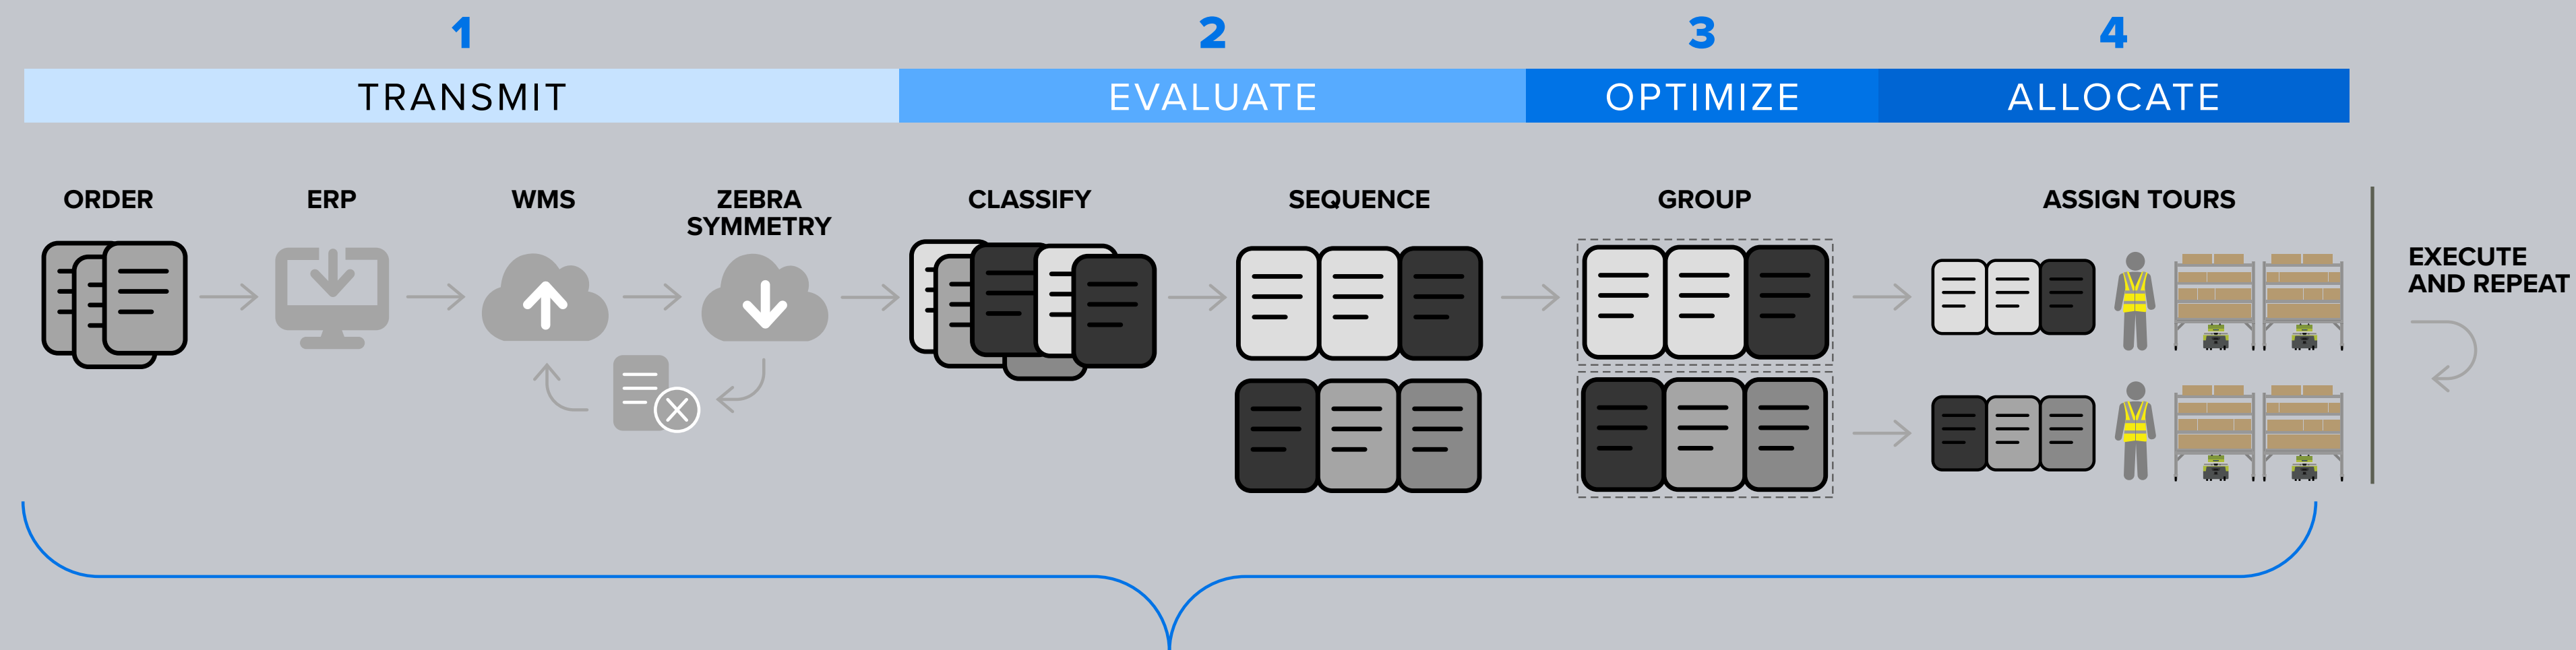 1
2
3
4
TRANSMIT
EVALUATE
OPTIMIZE
ALLOCATE
ORDER
ERP
WMS
ZEBRA
SYMMETRY
CLASSIFY
SEQUENCE
GROUP
ASSIGN TOURS
EXECUTE
AND REPEAT